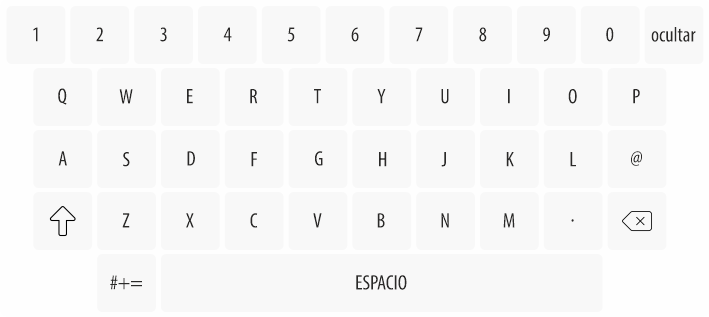 1 2 3 4 5 6 7 8 9 0 ocultar
Q W E R T Y U I O P
A S D F G H J K L @
Z X C V B N M .
#+= ESPACIO